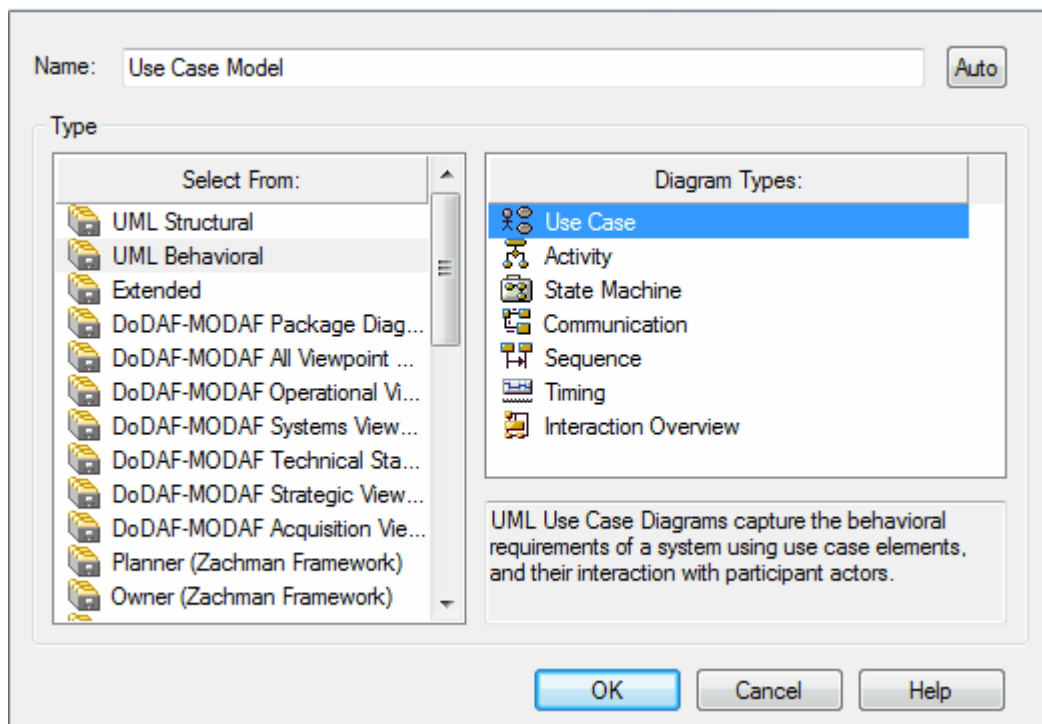 Name: Use Case Model Auto
Type
Select From:
UML Structural
UML Behavioral
Extended
DoDAF-MODAF Package Diag...
DoDAF-MODAF All Viewpoint ...
DoDAF-MODAF Operational Vi...
DoDAF-MODAF Systems View...
DoDAF-MODAF Technical Sta...
DoDAF-MODAF Strategic View...
DoDAF-MODAF Acquisition Vie...
Planner (Zachman Framework)
Owner (Zachman Framework)
Diagram Types:
Use Case
Activity
State Machine
Communication
Sequence
Timing
Interaction Overview
UML Use Case Diagrams capture the behavioral
requirements of a system using use case elements,
and their interaction with participant actors.
OK Cancel Help